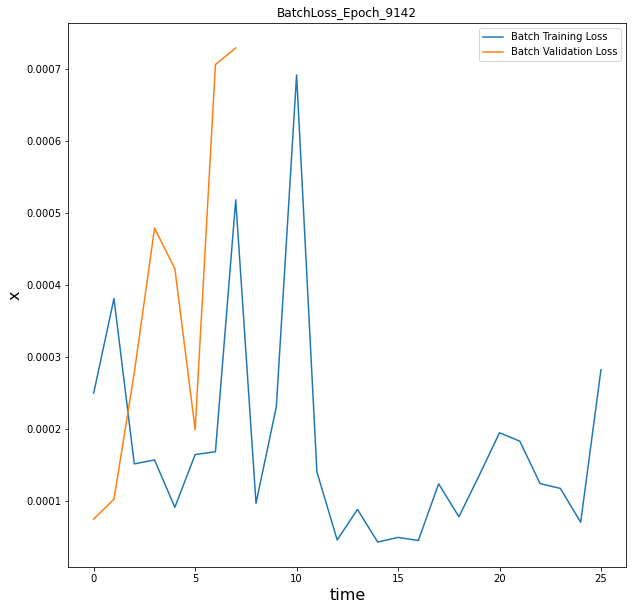 BatchLoss_Epoch_9142
Batch Training Loss
Batch Validation Loss
0.0007
0.0006
0.0005
0.0004
0.0003
0.0002
0.0001
x
0 5 10 15 20 25
time